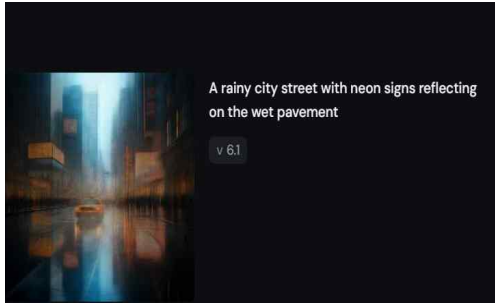 A rainy city street with neon signs reflecting
on the wet pavement
v 6.1